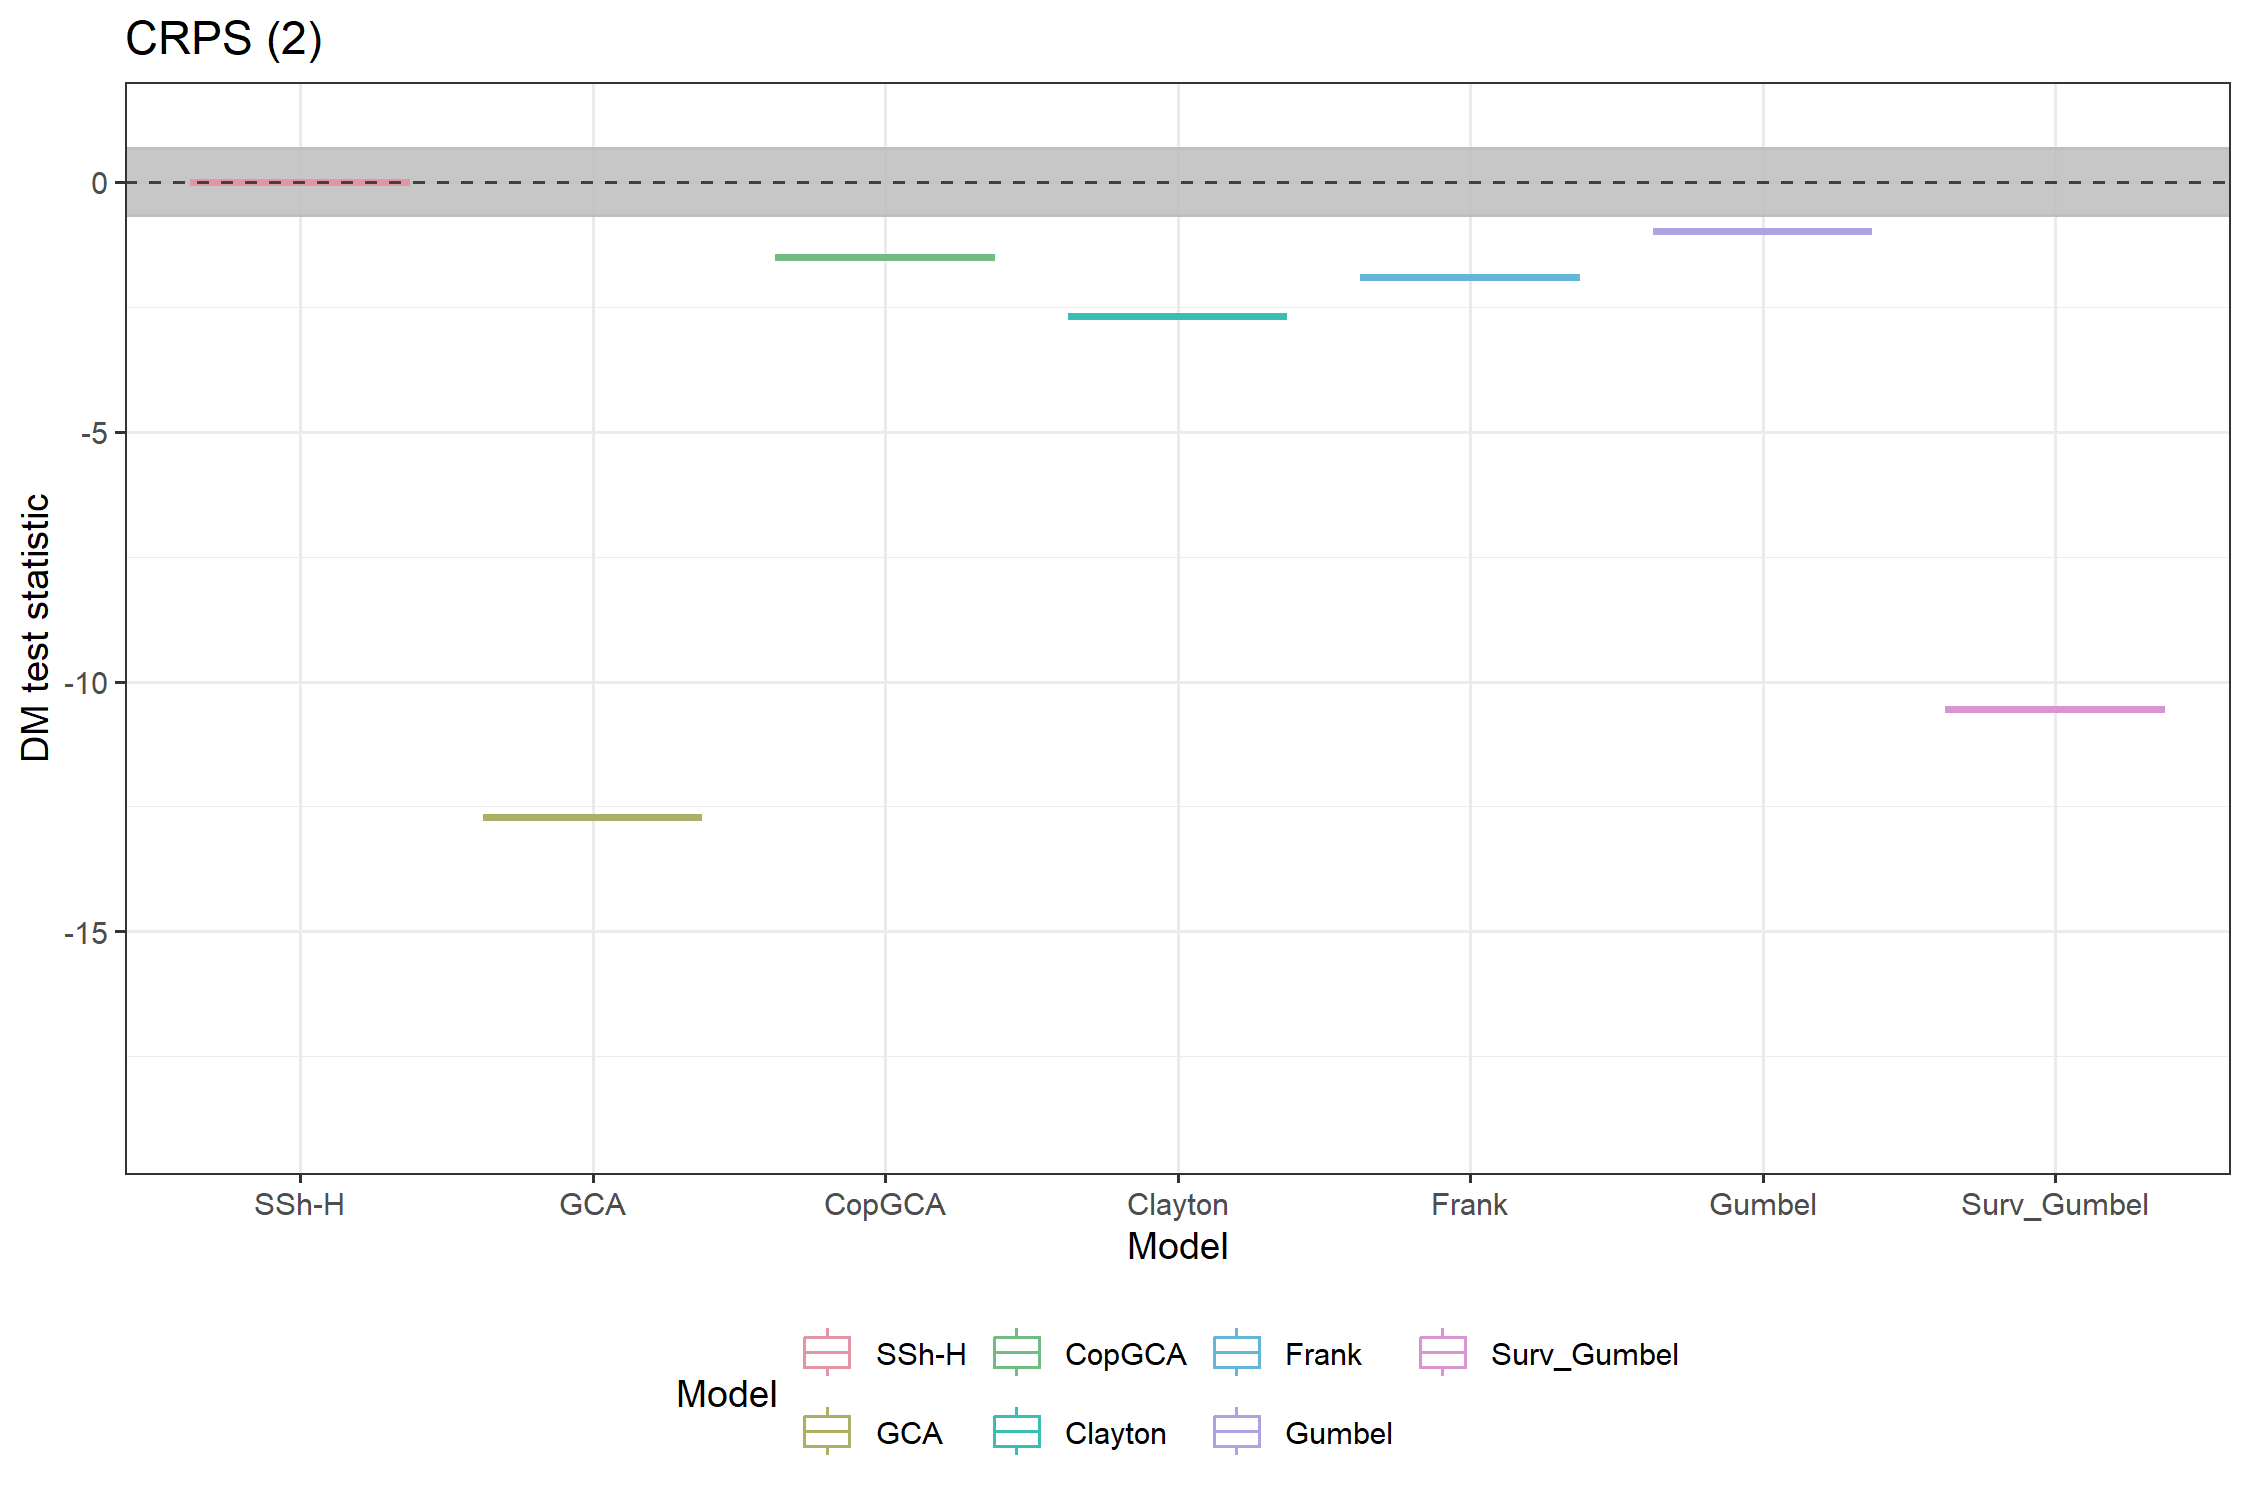 CRPS (2)
DM test statistic
0
-5
-10
-15
SSh-H GCA CopGCA Clayton Frank Gumbel Surv_Gumbel
Model
Model
SSh-H CopGCA Frank Surv_Gumbel
GCA Clayton Gumbel